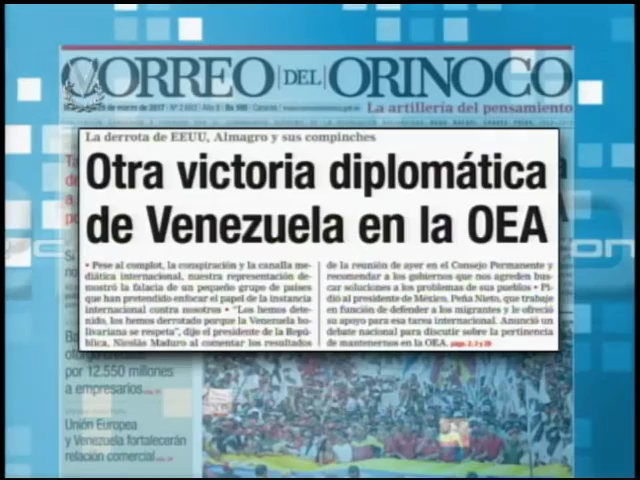 CORREO DEL ORINOCO
de marzo de 2017
La artillería del pensamiento
La derrota de EEUU, Almagro y sus compinches
Otra victoria diplomática
de Venezuela en la OEA
• Pese al complot, la conspiración y la canalla me-
diática internacional, nuestra representación de-
mostró la falacia de un pequeño grupo de países
que han pretendido enfocar el papel de la instancia
internacional contra nosotros • "Los hemos dete-
nido, los hemos derrotado porque la Venezuela bo-
livariana se respeta", dijo el presidente de la Repú-
blica, Nicolás Maduro al comentar los resultados
de la reunión de ayer en el Consejo Permanente y
recomendar a los gobiernos que nos agreden bus-
car soluciones a los problemas de sus pueblos • Pi-
dió al presidente de México, Peña Nieto, que trabaje
en función de defender a los migrantes y le ofreció
su apoyo para esa tarea internacional. Anunció un
debate nacional para discutir sobre la pertinencia
de mantenernos en la OEA.
por 12.550 millones
a empresarios
Unión Europea
y Venezuela fortalecerán
relación comercial